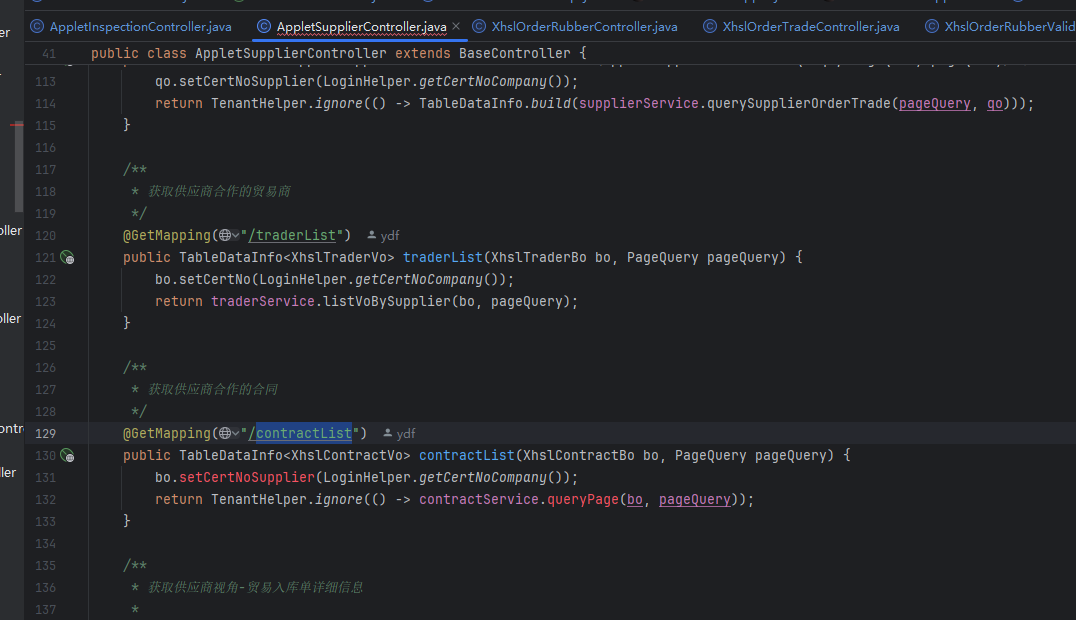 AppletInspectionController.java AppletSupplierController.java XhslOrderRubberController.java XhslOrderTradeController.java XhslOrderRubberValid
er
41 public class AppletSupplierController extends BaseController {
113 qo.setCertNoSupplier(LoginHelper.getCertNoCompany());
114 return TenantHelper.ignore(() -> TableDataInfo.build(supplierService.querySupplierOrderTrade(pageQuery, qo)));
115 }
116
117 /**
118 * 获取供应商合作的贸易商
119 */
120 @GetMapping("/traderList") ydf
oller
121 public TableDataInfo<XhslTraderVo> traderList(XhslTraderBo bo, PageQuery pageQuery) {
122 bo.setCertNo(LoginHelper.getCertNoCompany());
123 return traderService.listVoBySupplier(bo, pageQuery);
oller
124 }
125
126 /**
127 * 获取供应商合作的合同
128 */
ontr
129 @GetMapping("/contractList") ydf
130 public TableDataInfo<XhslContractVo> contractList(XhslContractBo bo, PageQuery pageQuery) {
ller
131 bo.setCertNoSupplier(LoginHelper.getCertNoCompany());
132 return TenantHelper.ignore(() -> contractService.queryPage(bo, pageQuery));
133 }
134
135 /**
136 * 获取供应商视角-贸易入库单详细信息
137 *